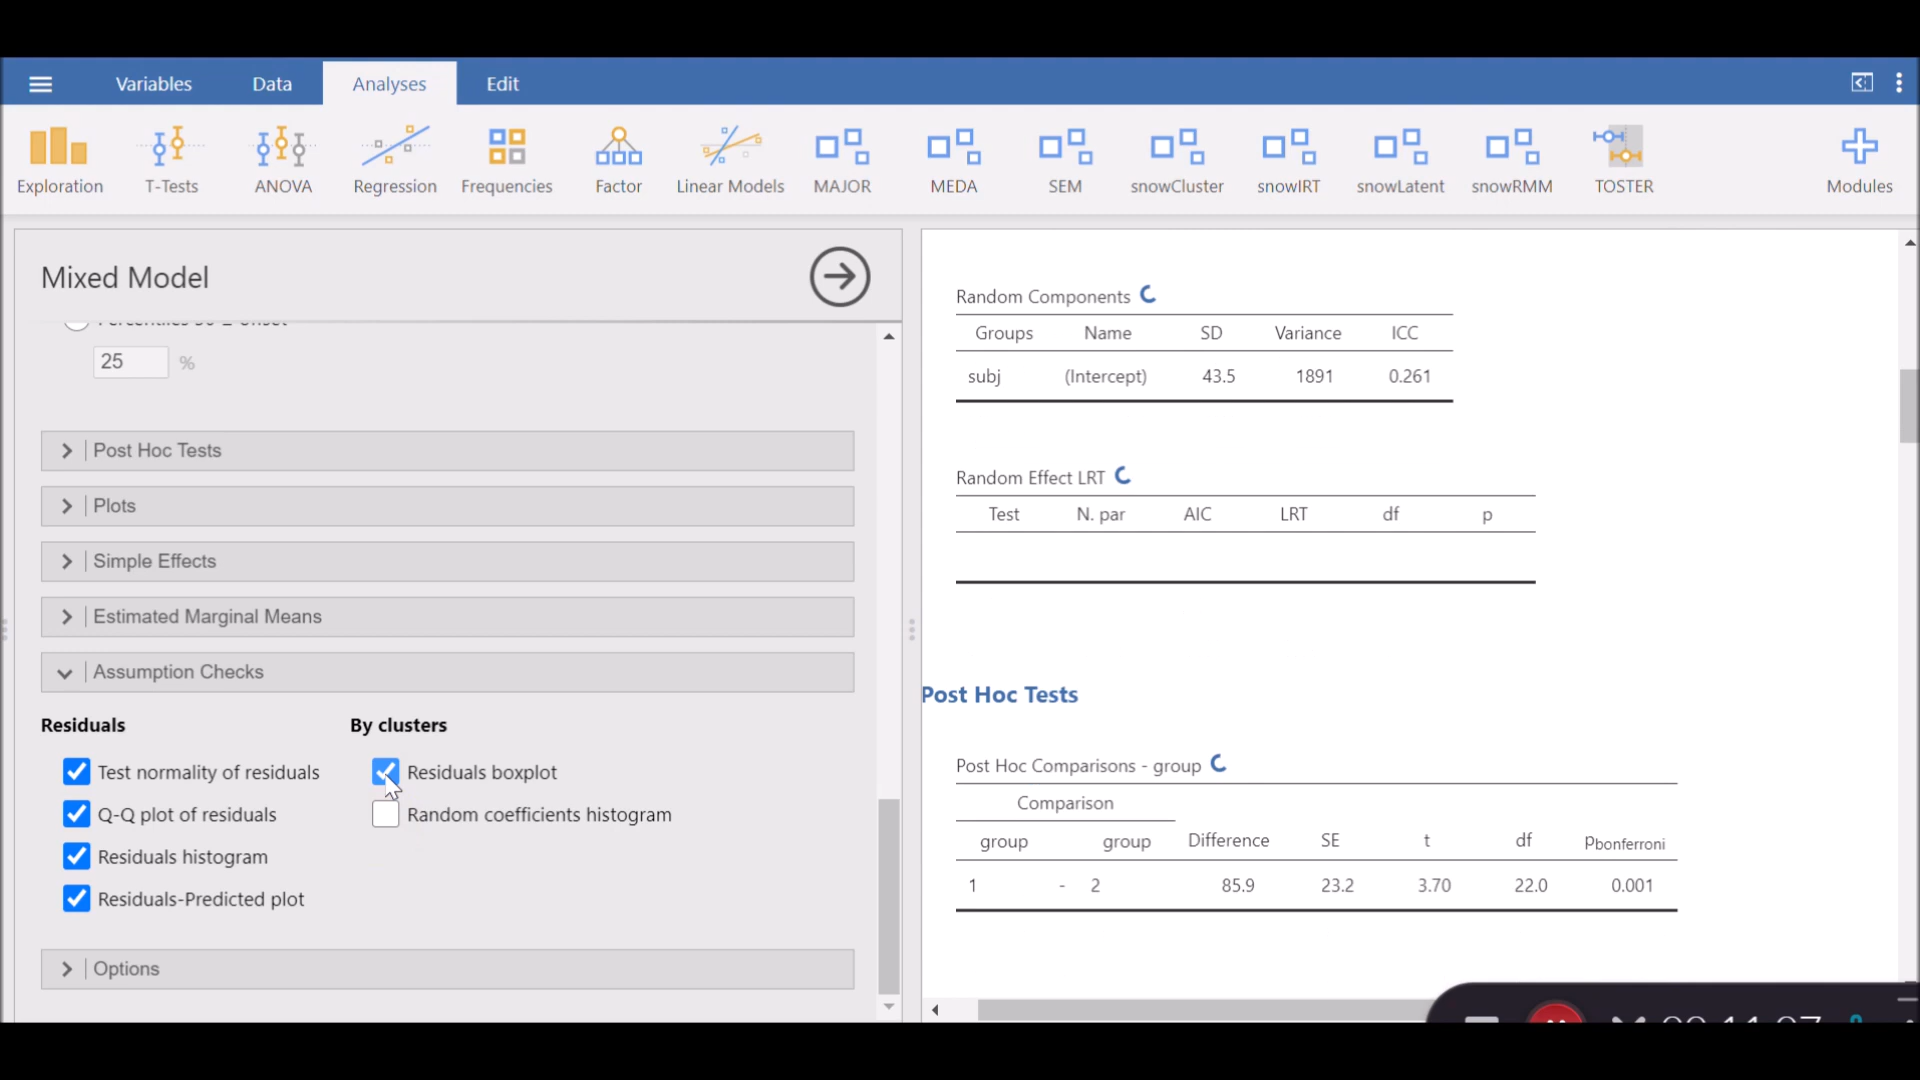 Variables Data Analyses Edit
Exploration T-Tests ANOVA Regression Frequencies Factor Linear Models MAJOR MEDA SEM snowCluster snowIRT snowLatent snowRMM TOSTER Modules
Mixed Model
25 %
Post Hoc Tests
Plots
Simple Effects
Estimated Marginal Means
Assumption Checks
Residuals By clusters
Test normality of residuals Residuals boxplot
Q-Q plot of residuals Random coefficients histogram
Residuals histogram
Residuals-Predicted plot
Options
Random Components
Groups Name SD Variance ICC
subj (Intercept) 43.5 1891 0.261
Random Effect LRT
Test N. par AIC LRT df p
Post Hoc Tests
Post Hoc Comparisons - group
Comparison
group group Difference SE t df Pbonferroni
1 - 2 85.9 23.2 3.70 22.0 0.001